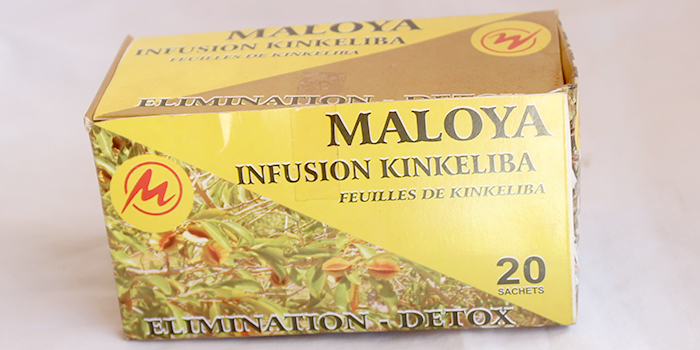 MALOYA
INFUSION KINKELIBA
FEUILLES DE KINKELIBA
ELIMINATION - DETOX
M
MALOYA
INFUSION KINKELIBA
FEUILLES DE KINKELIBA
M
20
SACHETS
ELIMINATION - DETOX